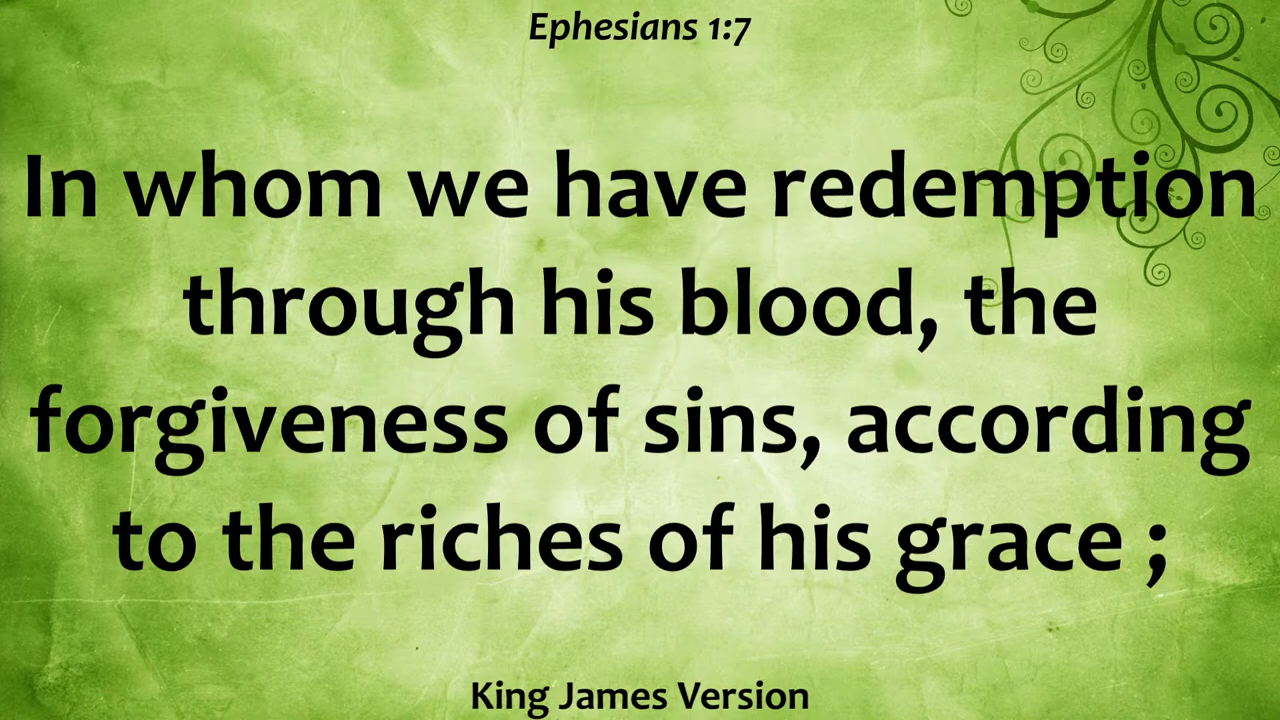 Ephesians 1:7
In whom we have redemption
through his blood, the
forgiveness of sins, according
to the riches of his grace ;
King James Version